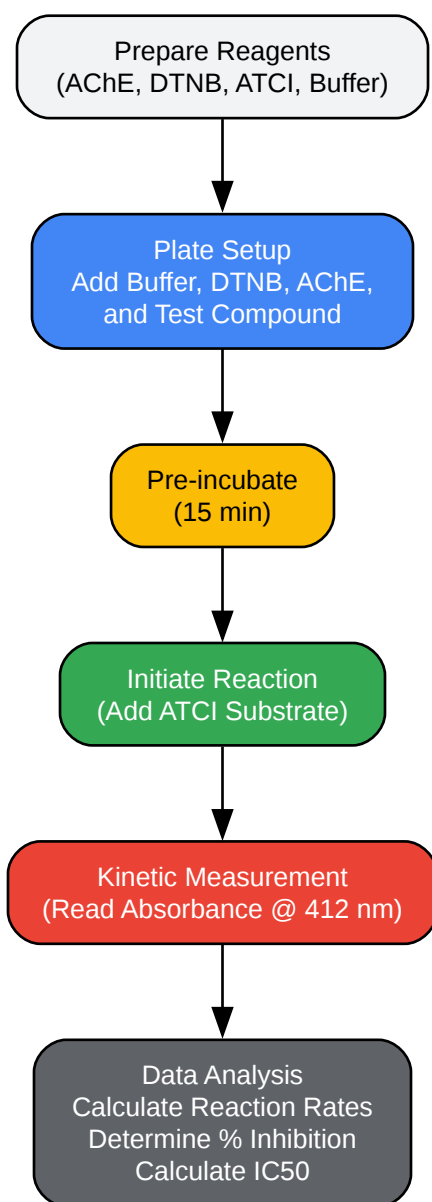 Prepare Reagents
(AChE, DTNB, ATCI, Buffer)
Plate Setup
Add Buffer, DTNB, AChE,
and Test Compound
Pre-incubate
(15 min)
Initiate Reaction
(Add ATCI Substrate)
Kinetic Measurement
(Read Absorbance @ 412 nm)
Data Analysis
Calculate Reaction Rates
Determine % Inhibition
Calculate IC50